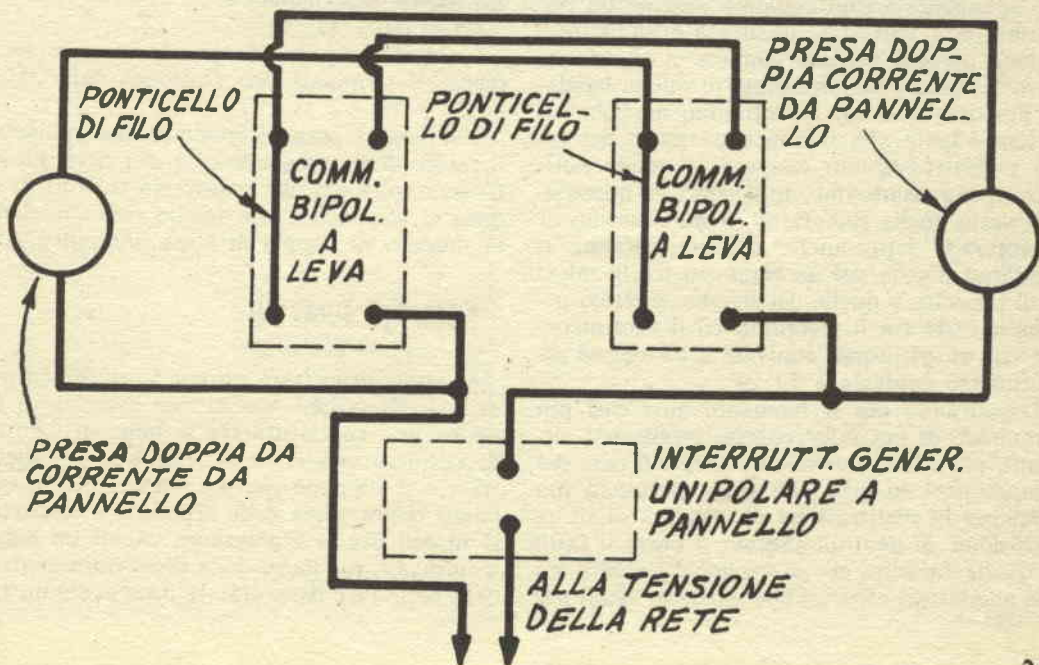 PRESA DOP-
PIA CORRENTE
DA PANNEL-
LO
PONTICELLO
DI FILO
PONTICEL-
LO DI FILO
COMM.
BIPOL.
A
LEVA
COMM.
BIPOL.
A LEVA
PRESA DOPPIA DA
CORRENTE DA
PANNELLO
INTERRUTT. GENER.
UNIPOLARE A
PANNELLO
ALLA TENSIONE
DELLA RETE